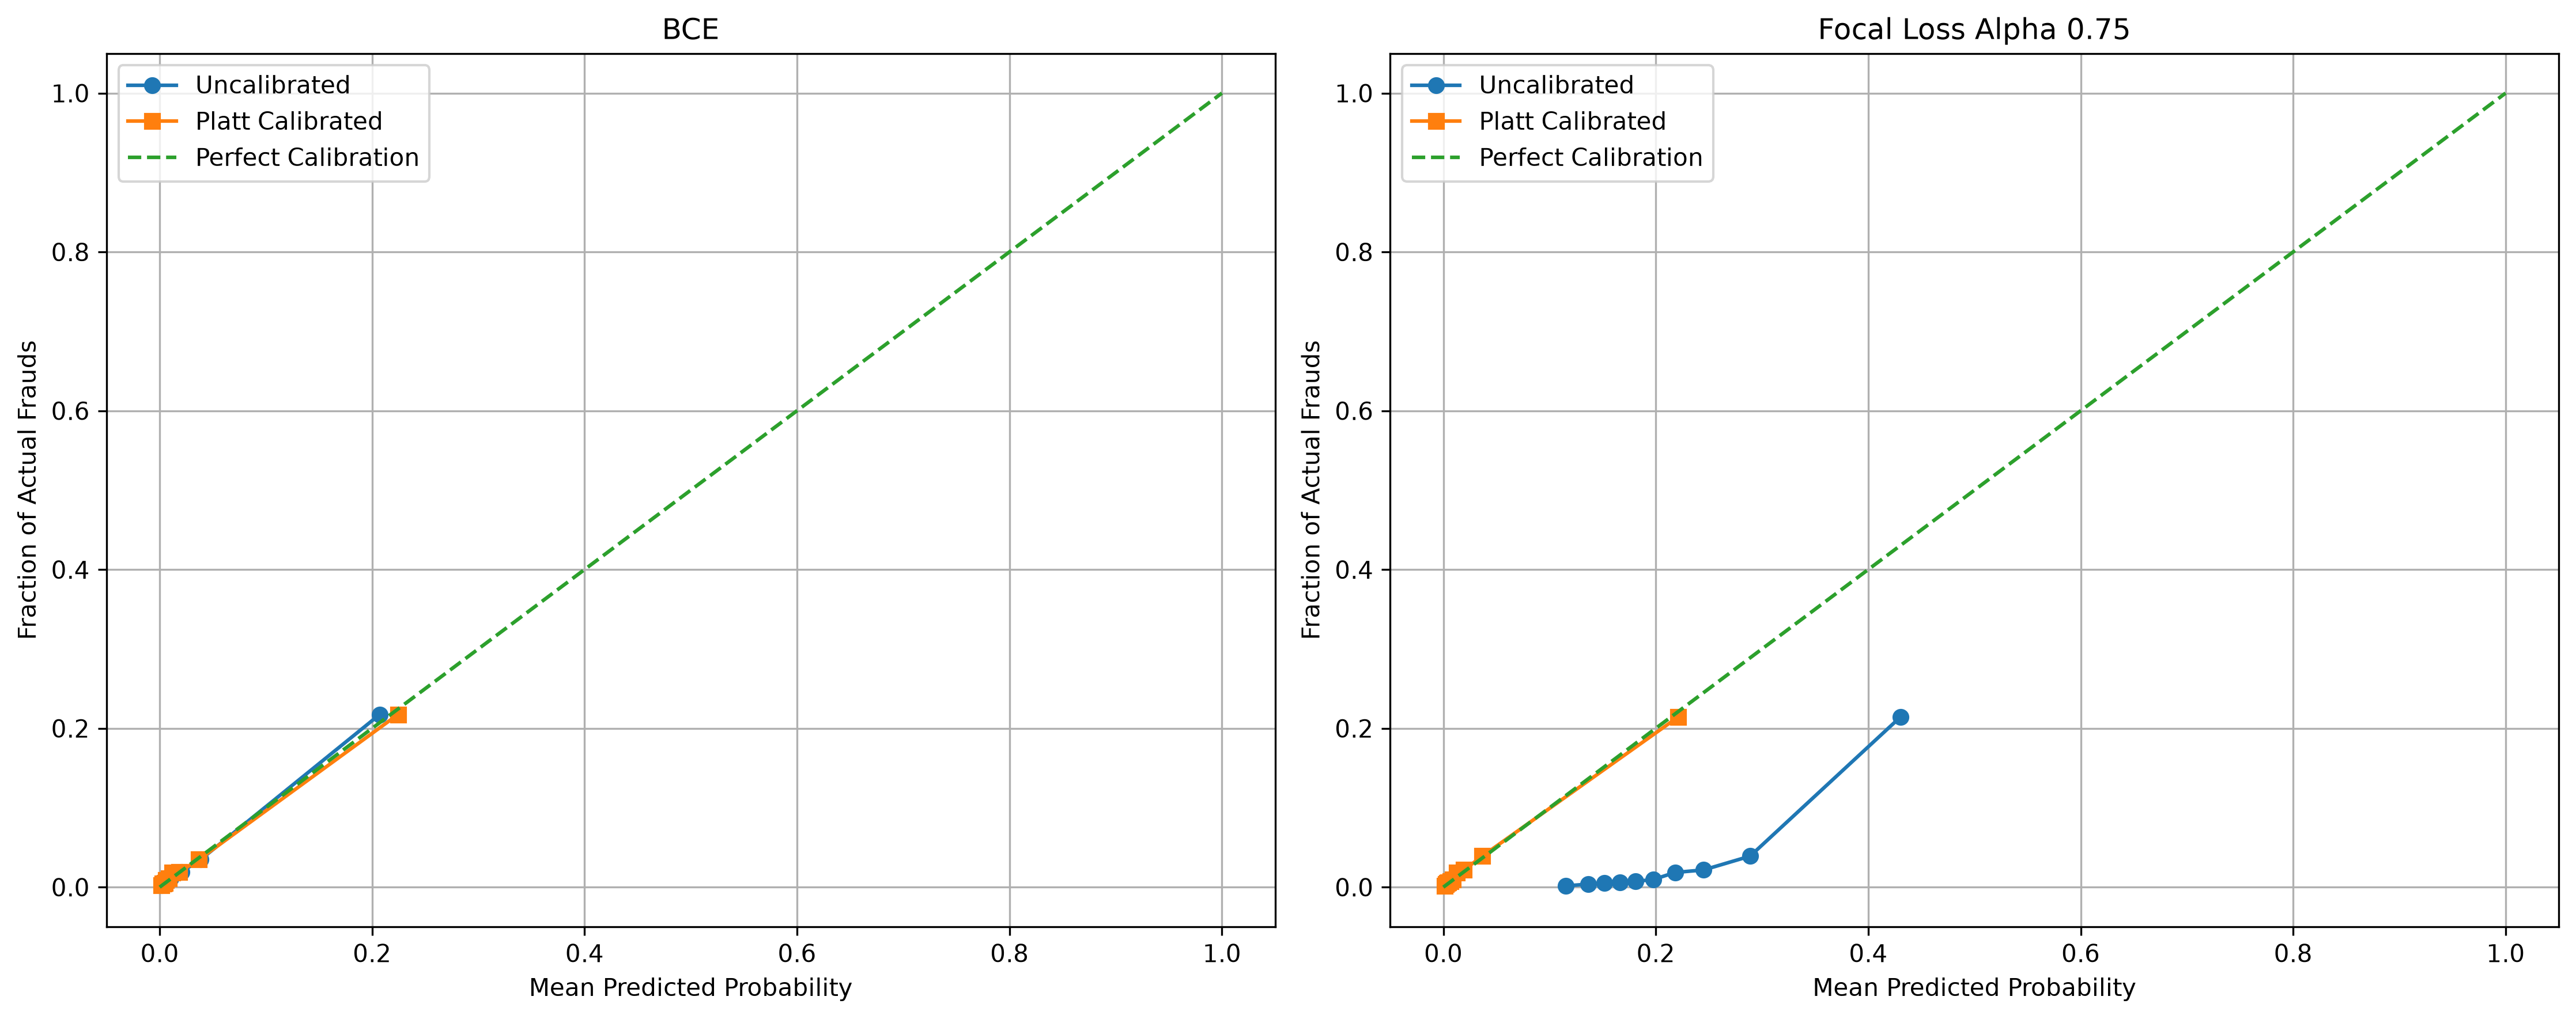 BCE
Uncalibrated
Platt Calibrated
Perfect Calibration
1.0
0.8
0.6
0.4
0.2
0.0
Fraction of Actual Frauds
0.0 0.2 0.4 0.6 0.8 1.0
Mean Predicted Probability
Focal Loss Alpha 0.75
Uncalibrated
Platt Calibrated
Perfect Calibration
1.0
0.8
0.6
0.4
0.2
0.0
Fraction of Actual Frauds
0.0 0.2 0.4 0.6 0.8 1.0
Mean Predicted Probability